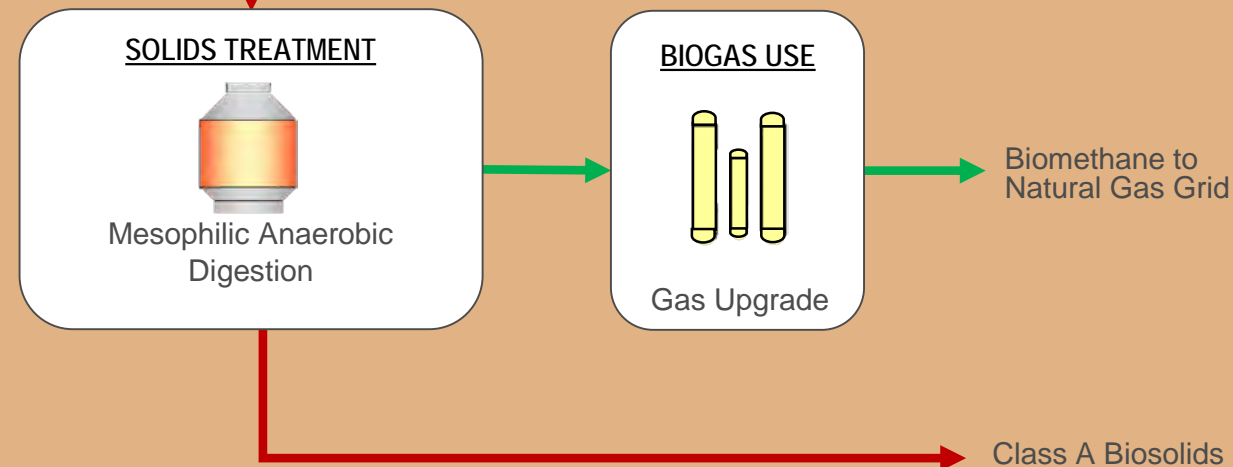 SOLIDS TREATMENT
Mesophilic Anaerobic
Digestion
BIOGAS USE
Gas Upgrade
Biomethane to
Natural Gas Grid
Class A Biosolids